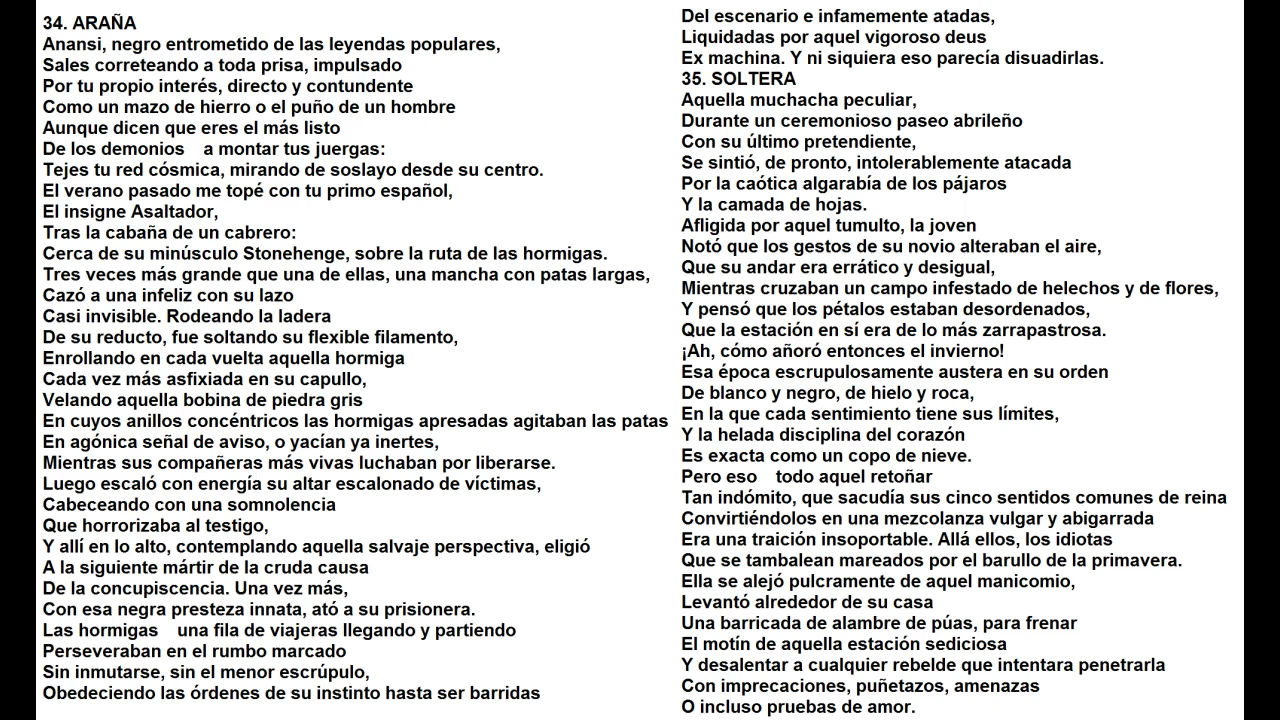 34. ARAÑA
Anansi, negro entrometido de las leyendas populares,
Sales correteando a toda prisa, impulsado
Por tu propio interés, directo y contundente
Como un mazo de hierro o el puño de un hombre
Aunque dicen que eres el más listo
De los demonios    a montar tus juergas:
Tejes tu red cósmica, mirando de soslayo desde su centro.
El verano pasado me topé con tu primo español,
El insigne Asaltador,
Tras la cabaña de un cabrero:
Cerca de su minúsculo Stonehenge, sobre la ruta de las hormigas.
Tres veces más grande que una de ellas, una mancha con patas largas,
Cazó a una infeliz con su lazo
Casi invisible. Rodeando la ladera
De su reducto, fue soltando su flexible filamento,
Enrollando en cada vuelta aquella hormiga
Cada vez más asfixiada en su capullo,
Velando aquella bobina de piedra gris
En cuyos anillos concéntricos las hormigas apresadas agitaban las patas
En agónica señal de aviso, o yacían ya inertes,
Mientras sus compañeras más vivas luchaban por liberarse.
Luego escaló con energía su altar escalonado de víctimas,
Cabeceando con una somnolencia
Que horrorizaba al testigo,
Y allí en lo alto, contemplando aquella salvaje perspectiva, eligió
A la siguiente mártir de la cruda causa
De la concupiscencia. Una vez más,
Con esa negra presteza innata, ató a su prisionera.
Las hormigas    una fila de viajeras llegando y partiendo
Perseveraban en el rumbo marcado
Sin inmutarse, sin el menor escrúpulo,
Obedeciendo las órdenes de su instinto hasta ser barridas
Del escenario e infamemente atadas,
Liquidadas por aquel vigoroso deus
Ex machina. Y ni siquiera eso parecía disuadirlas.
35. SOLTERA
Aquella muchacha peculiar,
Durante un ceremonioso paseo abrileño
Con su último pretendiente,
Se sintió, de pronto, intolerablemente atacada
Por la caótica algarabía de los pájaros
Y la camada de hojas.
Afligida por aquel tumulto, la joven
Notó que los gestos de su novio alteraban el aire,
Que su andar era errático y desigual,
Mientras cruzaban un campo infestado de helechos y de flores,
Y pensó que los pétalos estaban desordenados,
Que la estación en sí era de lo más zarrapastrosa.
¡Ah, cómo añoró entonces el invierno!
Esa época escrupulosamente austera en su orden
De blanco y negro, de hielo y roca,
En la que cada sentimiento tiene sus límites,
Y la helada disciplina del corazón
Es exacta como un copo de nieve.
Pero eso    todo aquel retoñar
Tan indómito, que sacudía sus cinco sentidos comunes de reina
Convirtiéndolos en una mezcolanza vulgar y abigarrada
Era una traición insoportable. Allá ellos, los idiotas
Que se tambalean mareados por el barullo de la primavera.
Ella se alejó pulcramente de aquel manicomio,
Levantó alrededor de su casa
Una barricada de alambre de púas, para frenar
El motín de aquella estación sediciosa
Y desalentar a cualquier rebelde que intentara penetrarla
Con imprecaciones, puñetazos, amenazas
O incluso pruebas de amor.